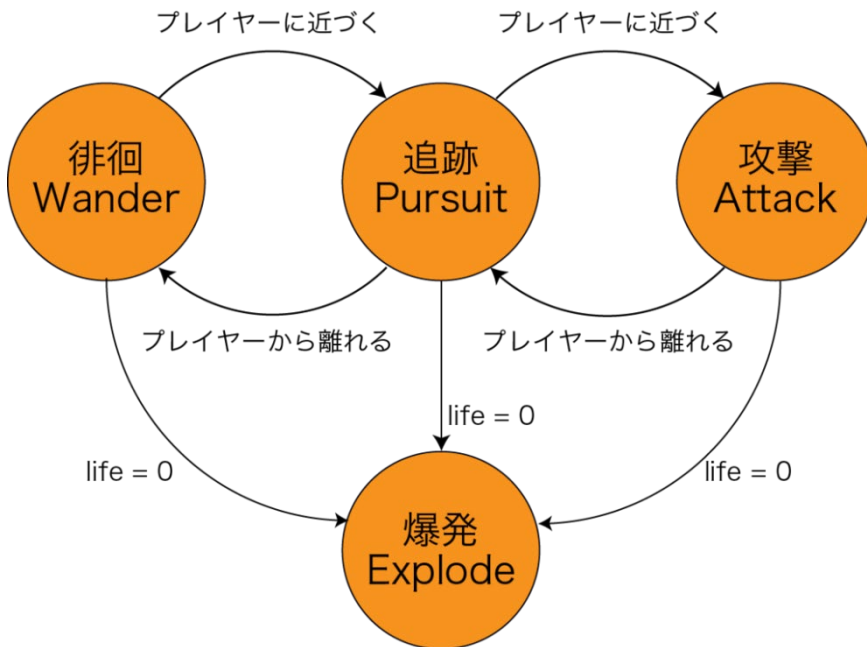 プレイヤーに近づく
プレイヤーに近づく
徘徊
Wander
追跡
Pursuit
攻撃
Attack
プレイヤーから離れる
プレイヤーから離れる
life = 0
life = 0
life = 0
爆発
Explode